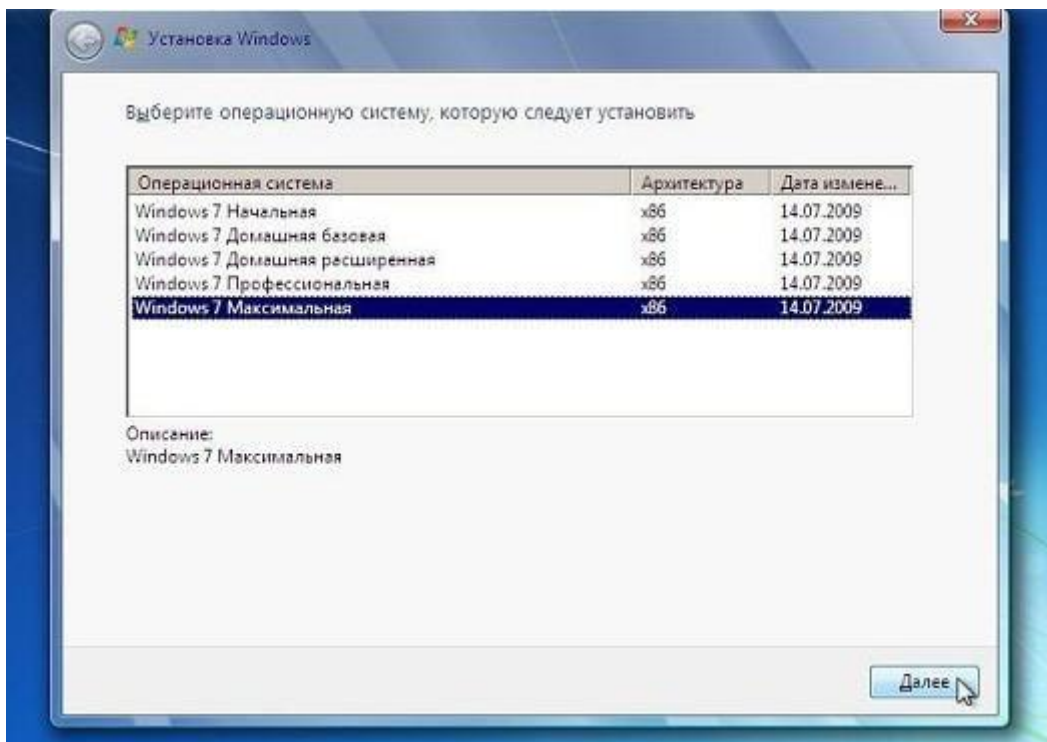 Установка Windows
Выберите операционную систему, которую следует установить
Операционная система Архитектура Дата измене...
Windows 7 Начальная x86 14.07.2009
Windows 7 Домашняя базовая x86 14.07.2009
Windows 7 Домашняя расширенная x86 14.07.2009
Windows 7 Профессиональная x86 14.07.2009
Windows 7 Максимальная x86 14.07.2009
Описание:
Windows 7 Максимальная
Далее